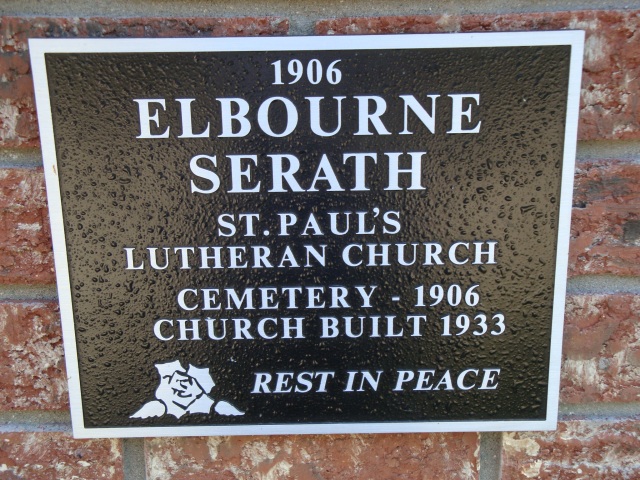 1906
ELBOURNE
SERATH
ST. PAUL'S
LUTHERAN CHURCH
CEMETERY - 1906
CHURCH BUILT 1933
REST IN PEACE